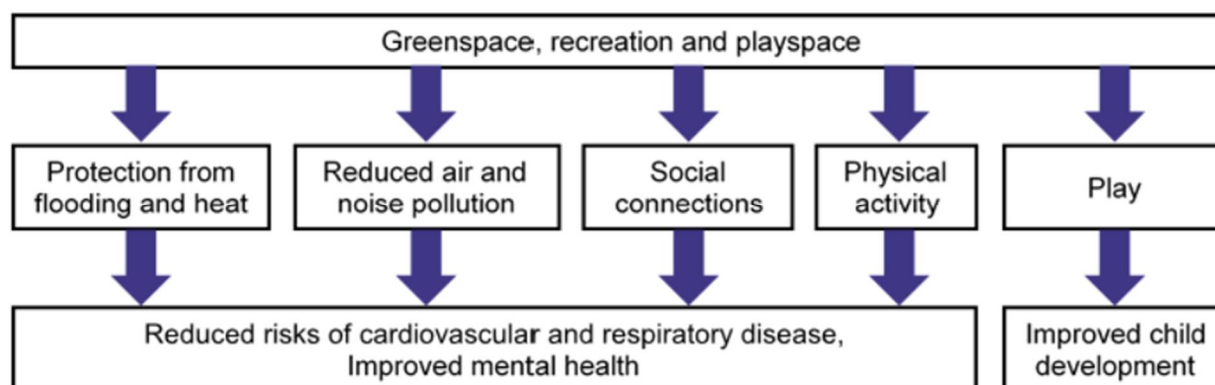 Greenspace, recreation and playspace
Protection from
flooding and heat
Reduced air and
noise pollution
Social
connections
Physical
activity
Play
Reduced risks of cardiovascular and respiratory disease,
Improved mental health
Improved child
development